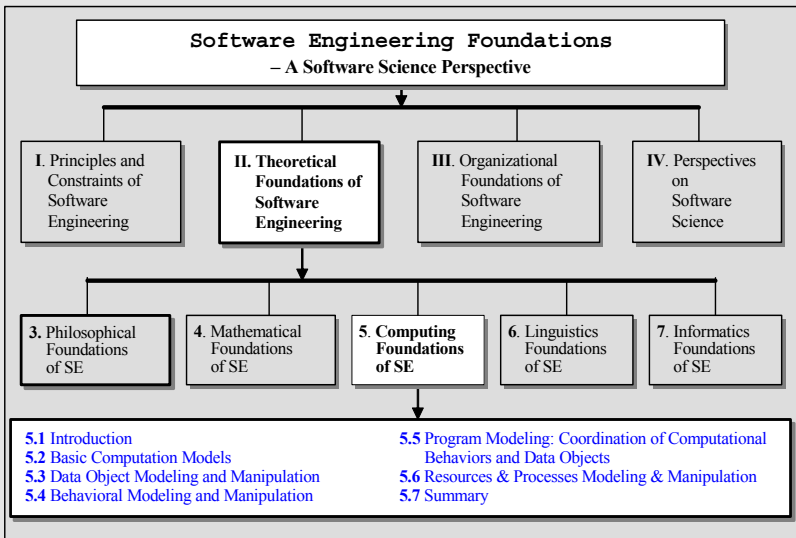 Software Engineering Foundations
– A Software Science Perspective
I. Principles and
Constraints of
Software
Engineering
II. Theoretical
Foundations of
Software
Engineering
III. Organizational
Foundations of
Software
Engineering
IV. Perspectives
on
Software
Science
3. Philosophical
Foundations
of SE
4. Mathematical
Foundations
of SE
5. Computing
Foundations
of SE
6. Linguistics
Foundations
of SE
7. Informatics
Foundations
of SE
5.1 Introduction
5.2 Basic Computation Models
5.3 Data Object Modeling and Manipulation
5.4 Behavioral Modeling and Manipulation
5.5 Program Modeling: Coordination of Computational
Behaviors and Data Objects
5.6 Resources & Processes Modeling & Manipulation
5.7 Summary